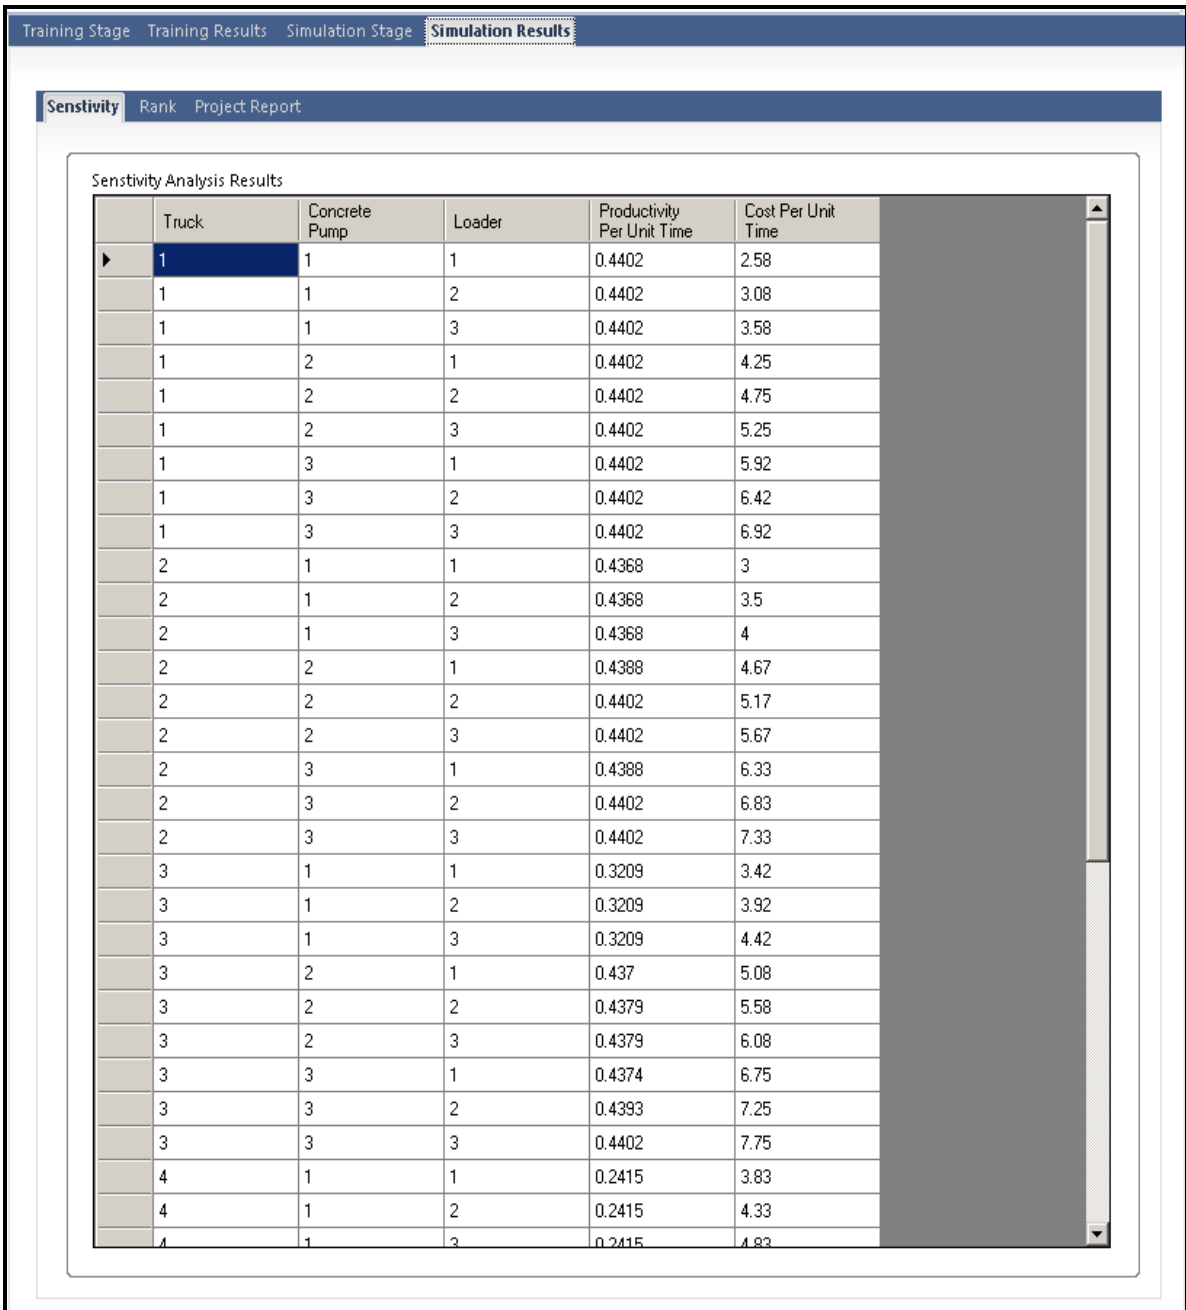 Training Stage Training Results Simulation Stage Simulation Results
Senstivity Rank Project Report
Senstivity Analysis Results
Truck Concrete Pump Loader Productivity Per Unit Time Cost Per Unit Time
1 1 1 0.4402 2.58
1 1 2 0.4402 3.08
1 1 3 0.4402 3.58
1 2 1 0.4402 4.25
1 2 2 0.4402 4.75
1 2 3 0.4402 5.25
1 3 1 0.4402 5.92
1 3 2 0.4402 6.42
1 3 3 0.4402 6.92
2 1 1 0.4368 3
2 1 2 0.4368 3.5
2 1 3 0.4368 4
2 2 1 0.4388 4.67
2 2 2 0.4402 5.17
2 2 3 0.4402 5.67
2 3 1 0.4388 6.33
2 3 2 0.4402 6.83
2 3 3 0.4402 7.33
3 1 1 0.3209 3.42
3 1 2 0.3209 3.92
3 1 3 0.3209 4.42
3 2 1 0.437 5.08
3 2 2 0.4379 5.58
3 2 3 0.4379 6.08
3 3 1 0.4374 6.75
3 3 2 0.4393 7.25
3 3 3 0.4402 7.75
4 1 1 0.2415 3.83
4 1 2 0.2415 4.33
4 1 3 0.2415 4.83